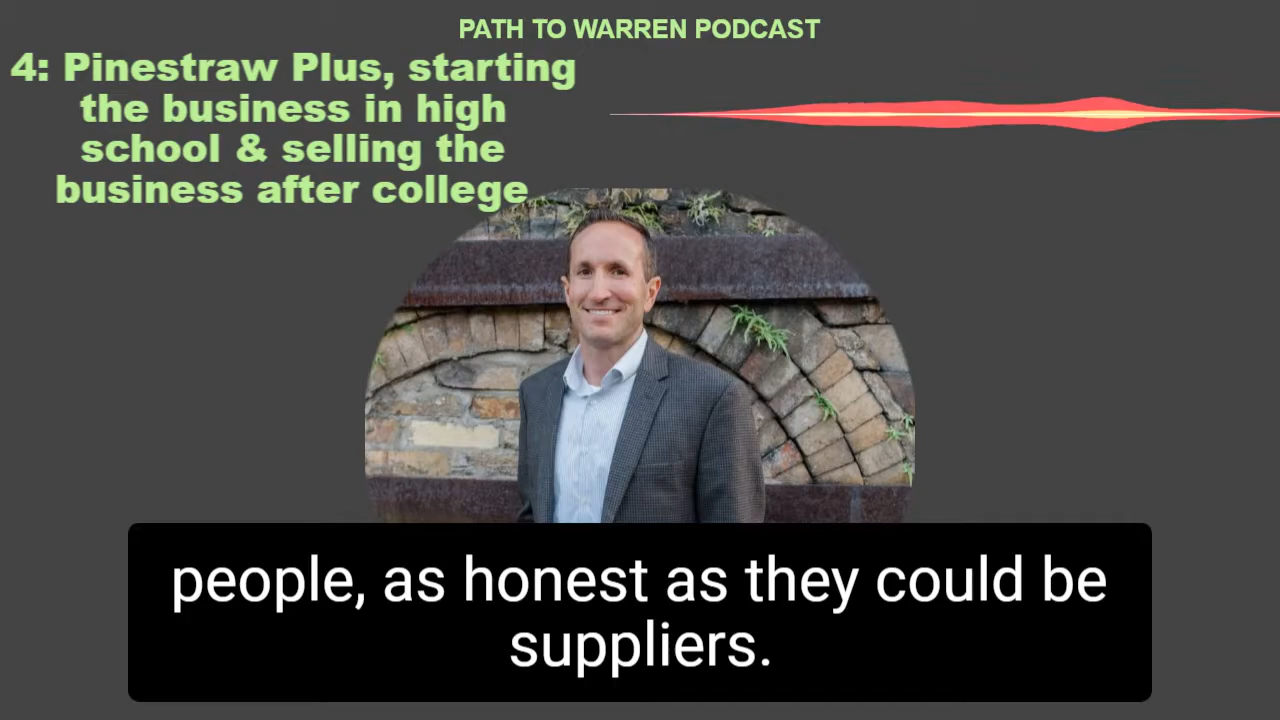 PATH TO WARREN PODCAST
4: Pinestraw Plus, starting
the business in high
school & selling the
business after college
people, as honest as they could be
suppliers.